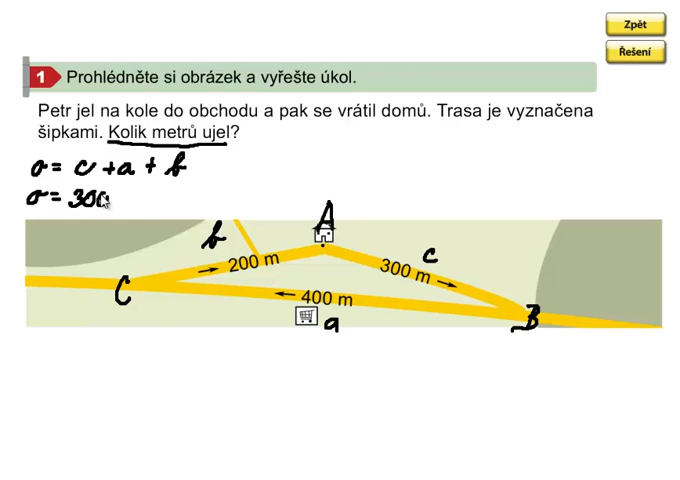 Zpět
Řešení
1 Prohlédněte si obrázek a vyřešte úkol.
Petr jel na kole do obchodu a pak se vrátil domů. Trasa je vyznačena
šipkami. Kolik metrů ujel?
o = c + a + b
o = 300
A
b
c
200 m
300 m
C
400 m
a
B